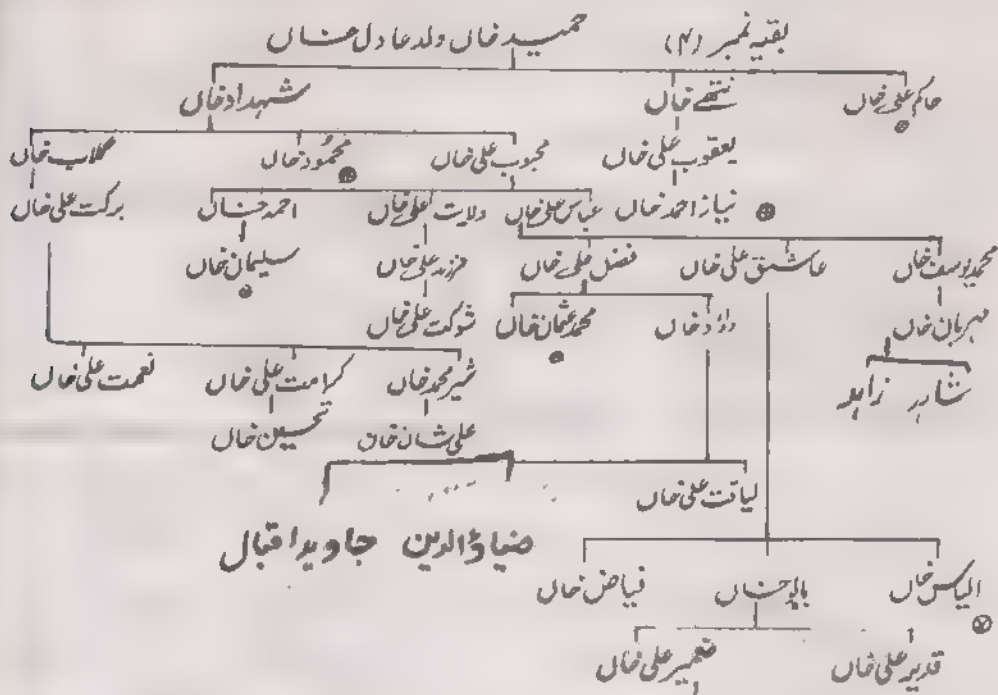 بقیہ نمبر (۴) حمید خاں ولد عادل خاں
حاکم علی خاں ننھے خاں شہداد خاں
یعقوب علی خاں محبوب علی خاں محمود خاں گلاب خاں
نیاز احمد خاں عباس علی خاں ولایت علی خاں احمد خاں برکت علی خاں
محمد یوسف خاں عاشق علی خاں فضل علی خاں فرزند علی خاں سلیمان خاں
مہربان خاں داؤد خاں محمد عثمان خاں شوکت علی خاں
شاہد زاہد شیر محمد خاں کرامت علی خاں نعمت علی خاں
علی شان خاں تحسین خاں
لیاقت علی خاں
ضیاؤالدین جاوید اقبال
الیاس خاں بابو خاں فیاض خاں
قدیر علی خاں ضمیر علی خاں